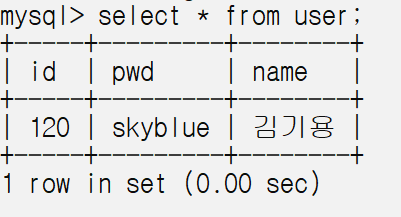 mysql> select * from user;
+-----+----------+--------+
| id | pwd | name |
+-----+----------+--------+
| 120 | skyblue | 김기용 |
+-----+----------+--------+
1 row in set (0.00 sec)